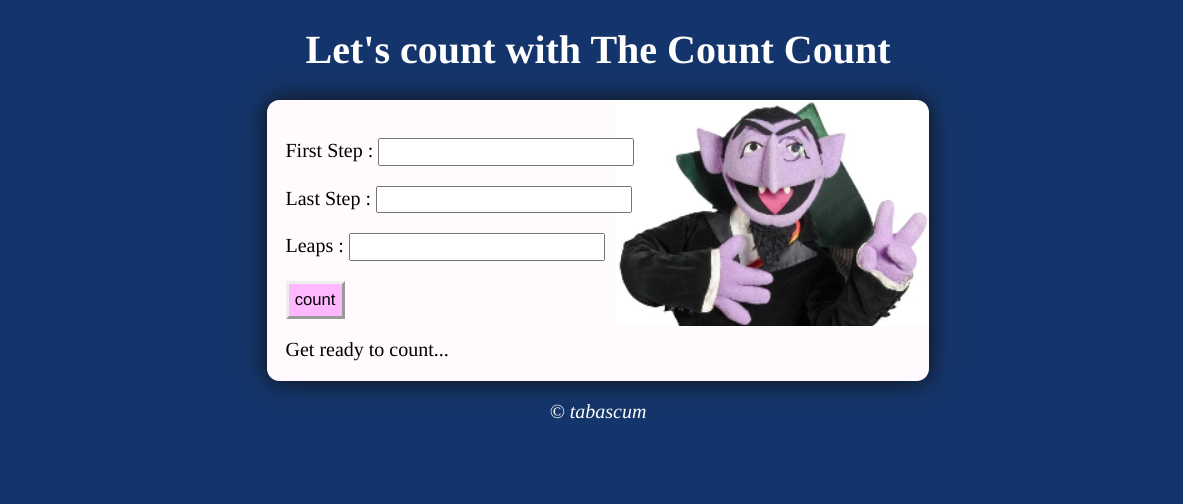 Let's count with The Count Count
First Step :
Last Step :
Leaps :
count
Get ready to count...
© tabascum